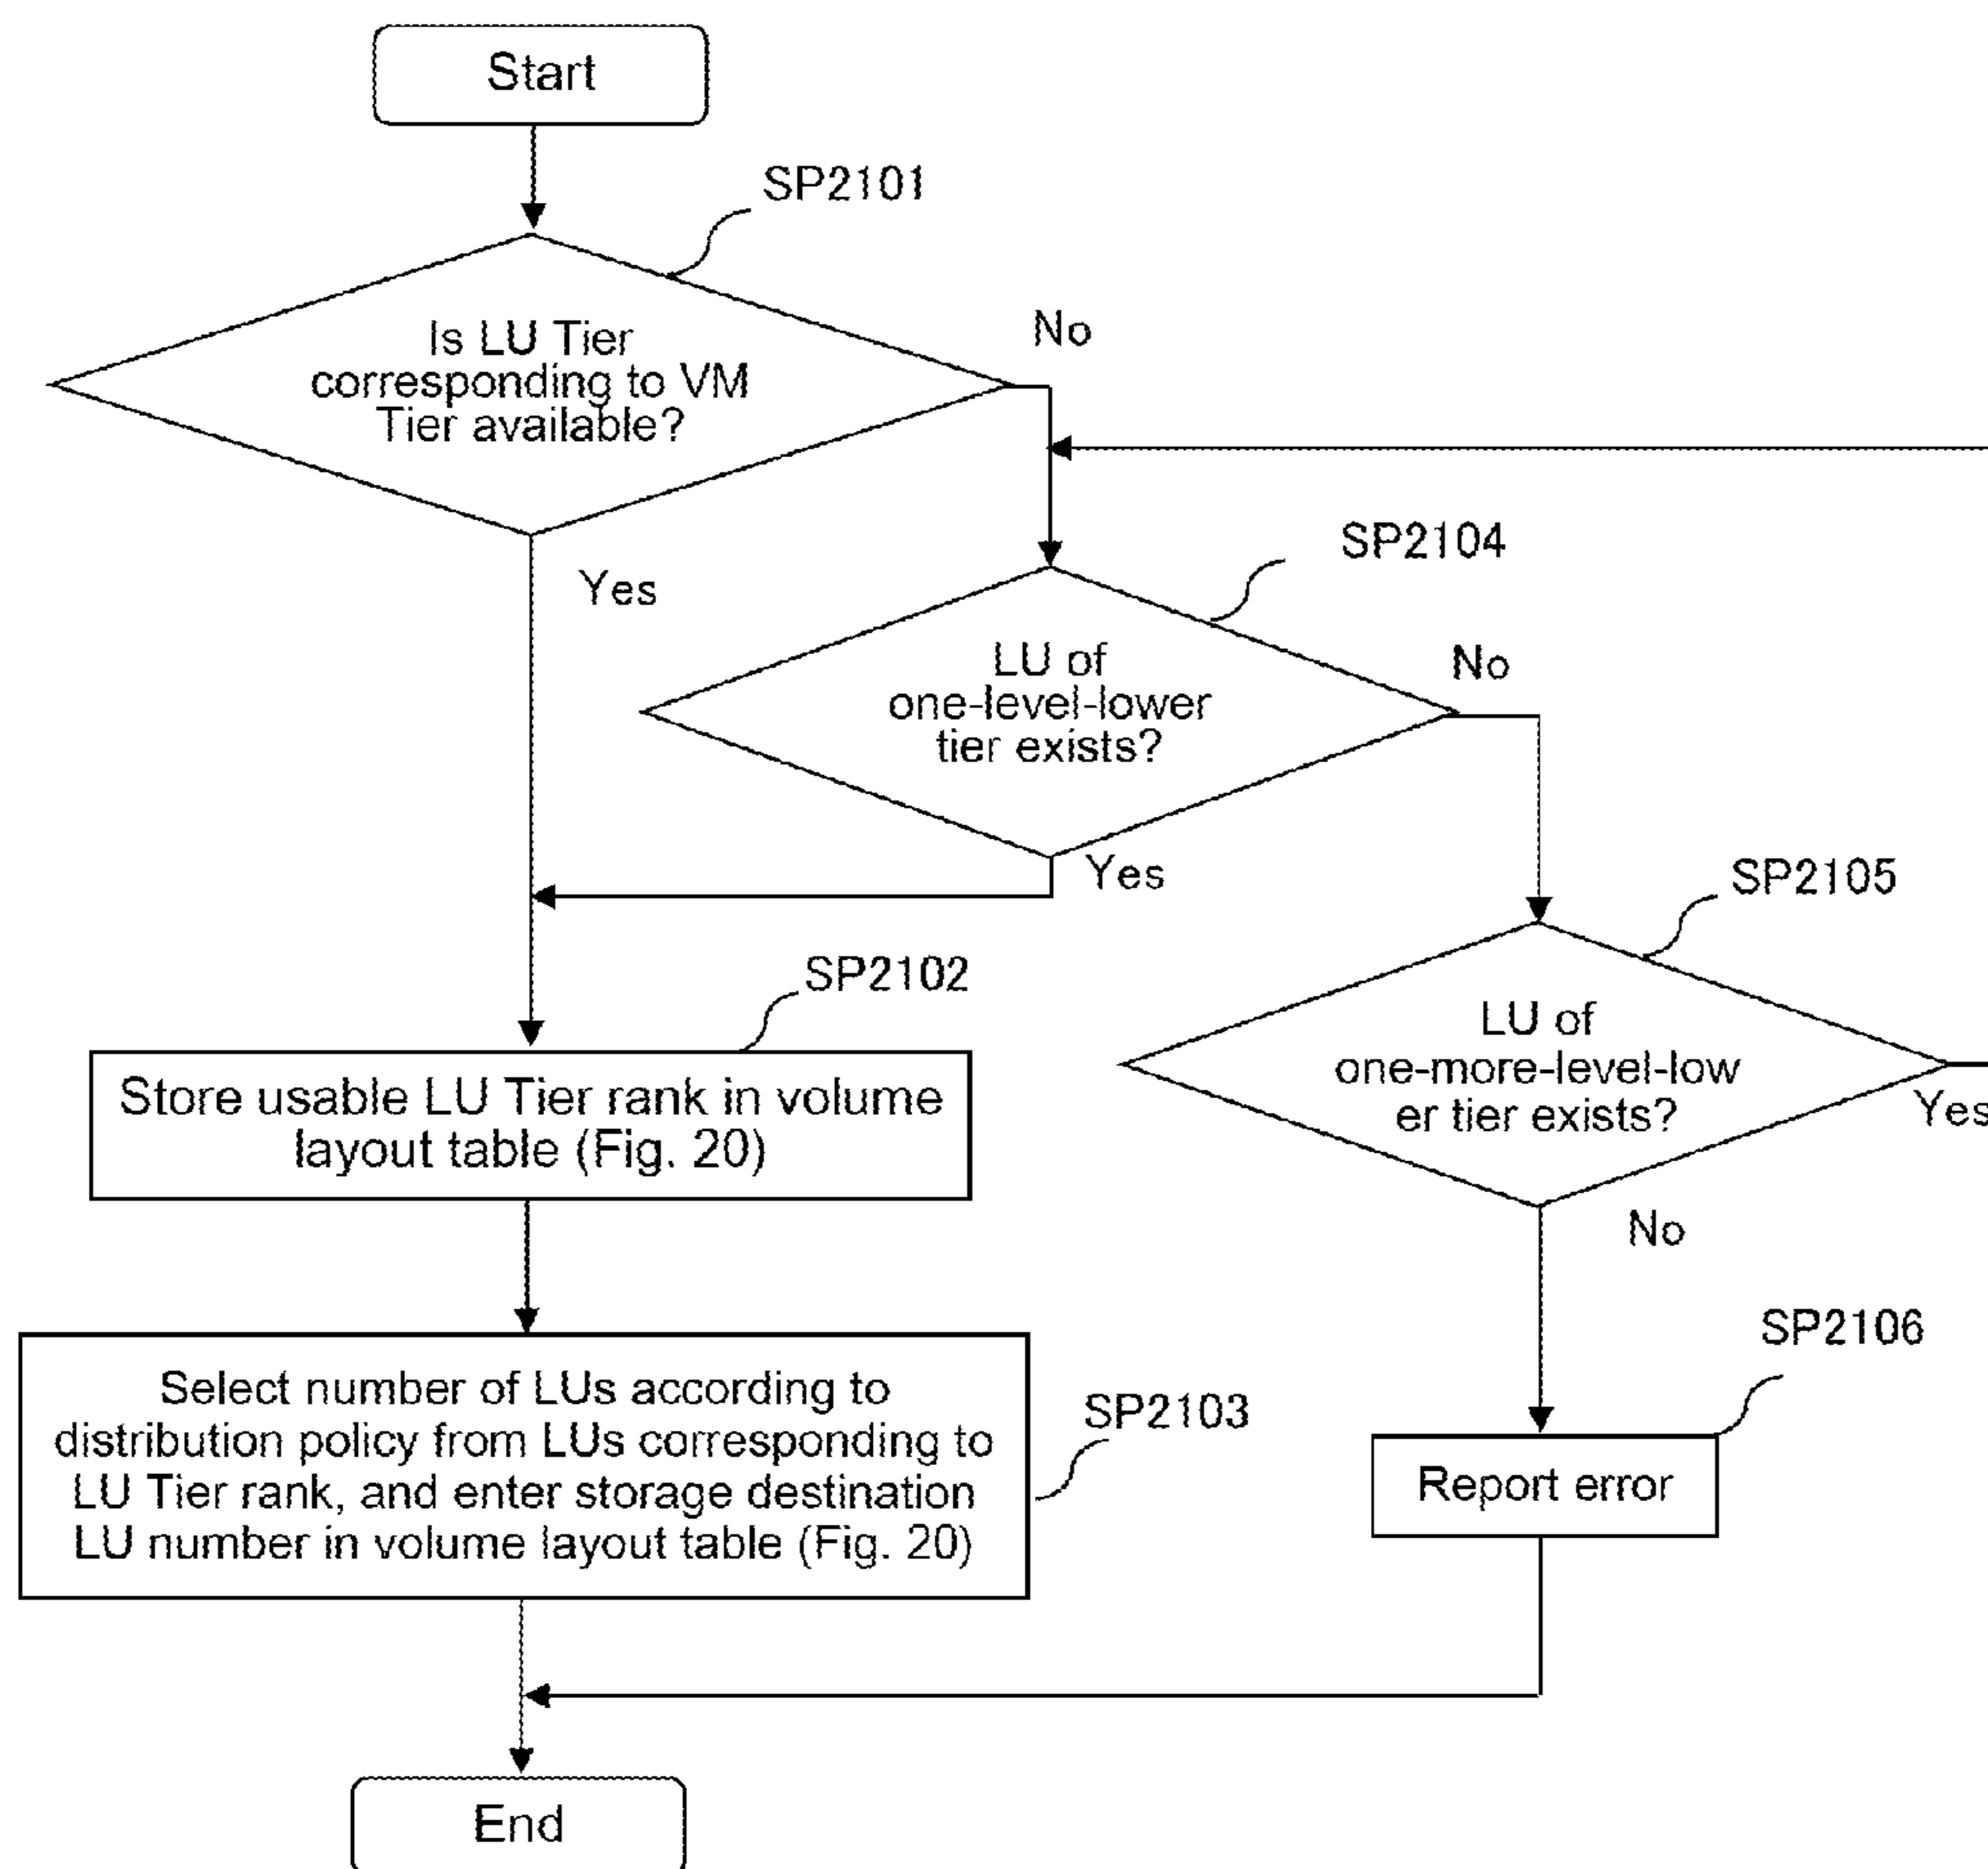 Start
SP2101
Is LU Tier
corresponding to VM
Tier available?
No
Yes
SP2104
LU of
one-level-lower
tier exists?
No
Yes
SP2105
LU of
one-more-level-low
er tier exists?
Yes
No
SP2102
Store usable LU Tier rank in volume
layout table (Fig. 20)
SP2103
Select number of LUs according to
distribution policy from LUs corresponding to
LU Tier rank, and enter storage destination
LU number in volume layout table (Fig. 20)
SP2106
Report error
End